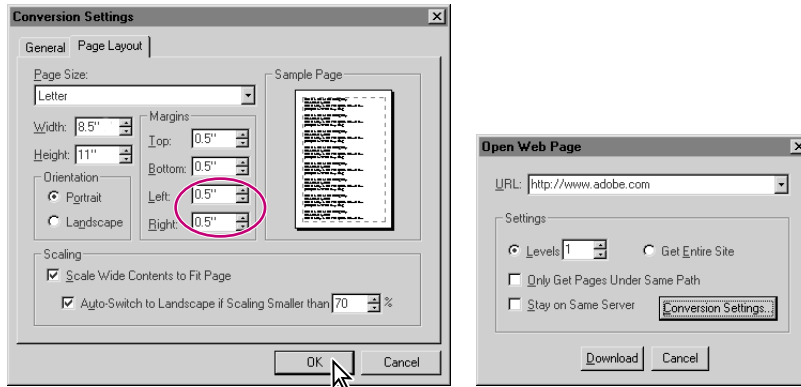 Conversion Settings
General Page Layout
Page Size:
Letter
Width: 8.5"
Height: 11"
Orientation
Portrait
Landscape
Margins
Top: 0.5"
Bottom: 0.5"
Left: 0.5"
Right: 0.5"
Sample Page
Scaling
Scale Wide Contents to Fit Page
Auto-Switch to Landscape if Scaling Smaller than 70 %
OK Cancel
Open Web Page
URL: http://www.adobe.com
Settings
Levels 1 Get Entire Site
Only Get Pages Under Same Path
Stay on Same Server Conversion Settings...
Download Cancel